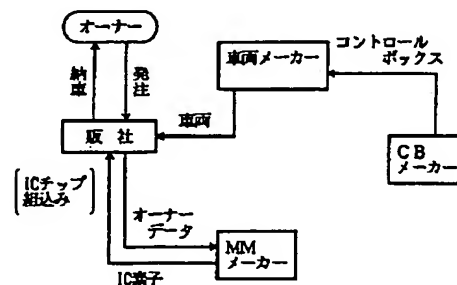 オーナー
納車
発注
コントロール
ボックス
車両メーカー
車両
販社
CB
メーカー
ICチップ
組込み
オーナー
データ
MM
メーカー
IC素子